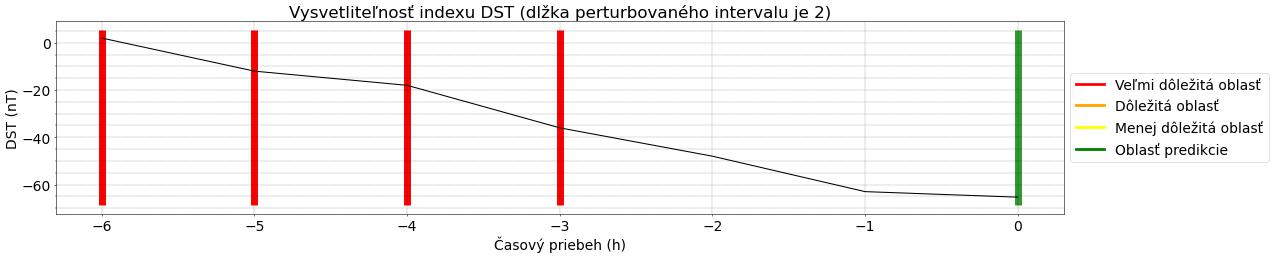 Vysvetliteľnosť indexu DST (dĺžka perturbovaného intervalu je 2)
DST (nT)
0
−20
−40
−60
−6 −5 −4 −3 −2 −1 0
Časový priebeh (h)
Veľmi dôležitá oblasť
Dôležitá oblasť
Menej dôležitá oblasť
Oblasť predikcie